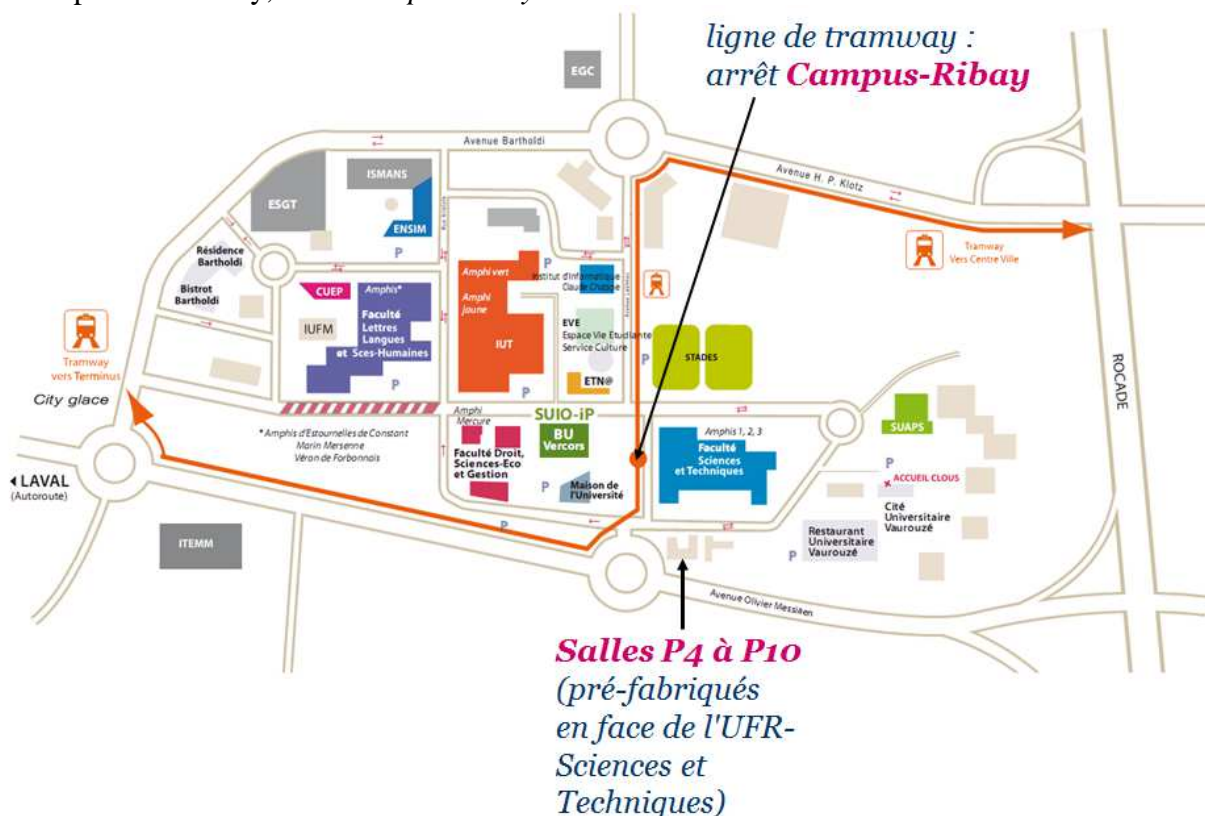 ligne de tramway :
arrêt Campus-Ribay
EGC
Avenue Bartholdi
Avenue H. P. Klotz
ISMANS
ESGT
ENSIM
P
Résidence
Bartholdi
Bistrot
Bartholdi
CUEP
Amphis*
Faculté
Lettres
Langues
et Sces-Humaines
IUFM
P
Amphi vert
Amphi
Jaune
IUT
P
Institut d'Informatique
Claude Chappe
EVE
Espace Vie Etudiante
Service Culture
ETN@
P
STADES
Tramway
Vers Centre Ville
ROCADE
Tramway
vers Terminus
City glace
LAVAL
(Autoroute)
* Amphis d'Estournelles de Constant
Marin Mersenne
Véron de Forbonnais
Amphi
Mercure
SUIO-iP
BU
Vercors
Faculté Droit,
Sciences-Eco
et Gestion
P
Maison de
l'Université
P
Amphis 1, 2, 3
Faculté
Sciences
et Techniques
SUAPS
P
ACCUEIL CLOUS
Cité
Universitaire
Vaurouzé
Restaurant
Universitaire
Vaurouzé
P
ITEMM
Avenue Olivier Messiaen
Salles P4 à P10
(pré-fabriqués
en face de l'UFR-
Sciences et
Techniques)